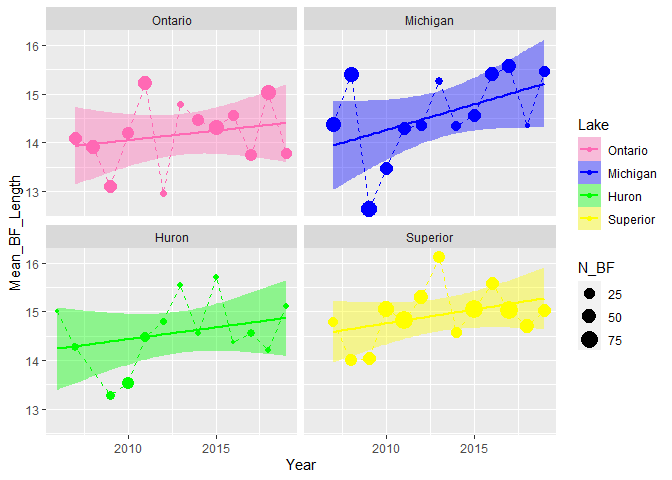 Ontario
Michigan
16
15
14
13
Huron
Superior
16
15
14
13
2010
2015
2010
2015
Year
Mean_BF_Length
Lake
Ontario
Michigan
Huron
Superior
N_BF
25
50
75